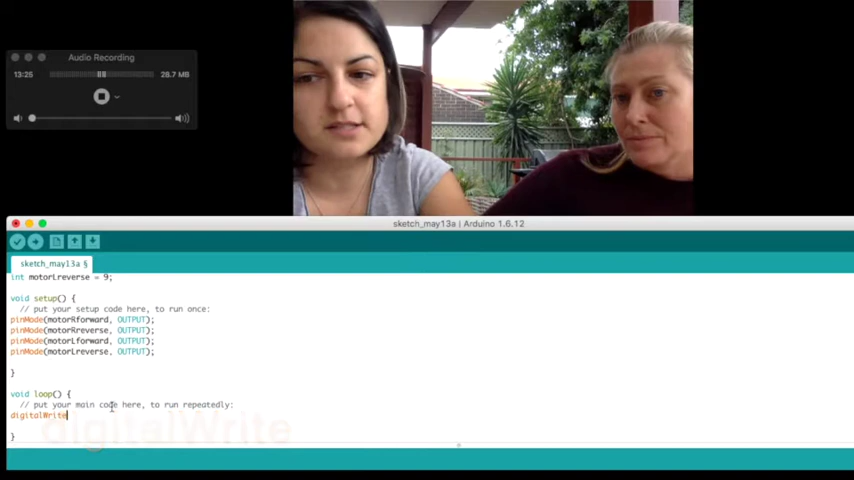 Audio Recording
13:25
28.7 MB
sketch_may13a | Arduino 1.6.12
sketch_may13a §
int motorLreverse = 9;
void setup() {
// put your setup code here, to run once:
pinMode(motorRforward, OUTPUT);
pinMode(motorRreverse, OUTPUT);
pinMode(motorLforward, OUTPUT);
pinMode(motorLreverse, OUTPUT);
}
void loop() {
// put your main code here, to run repeatedly:
digitalWrite
digitalWrite
}